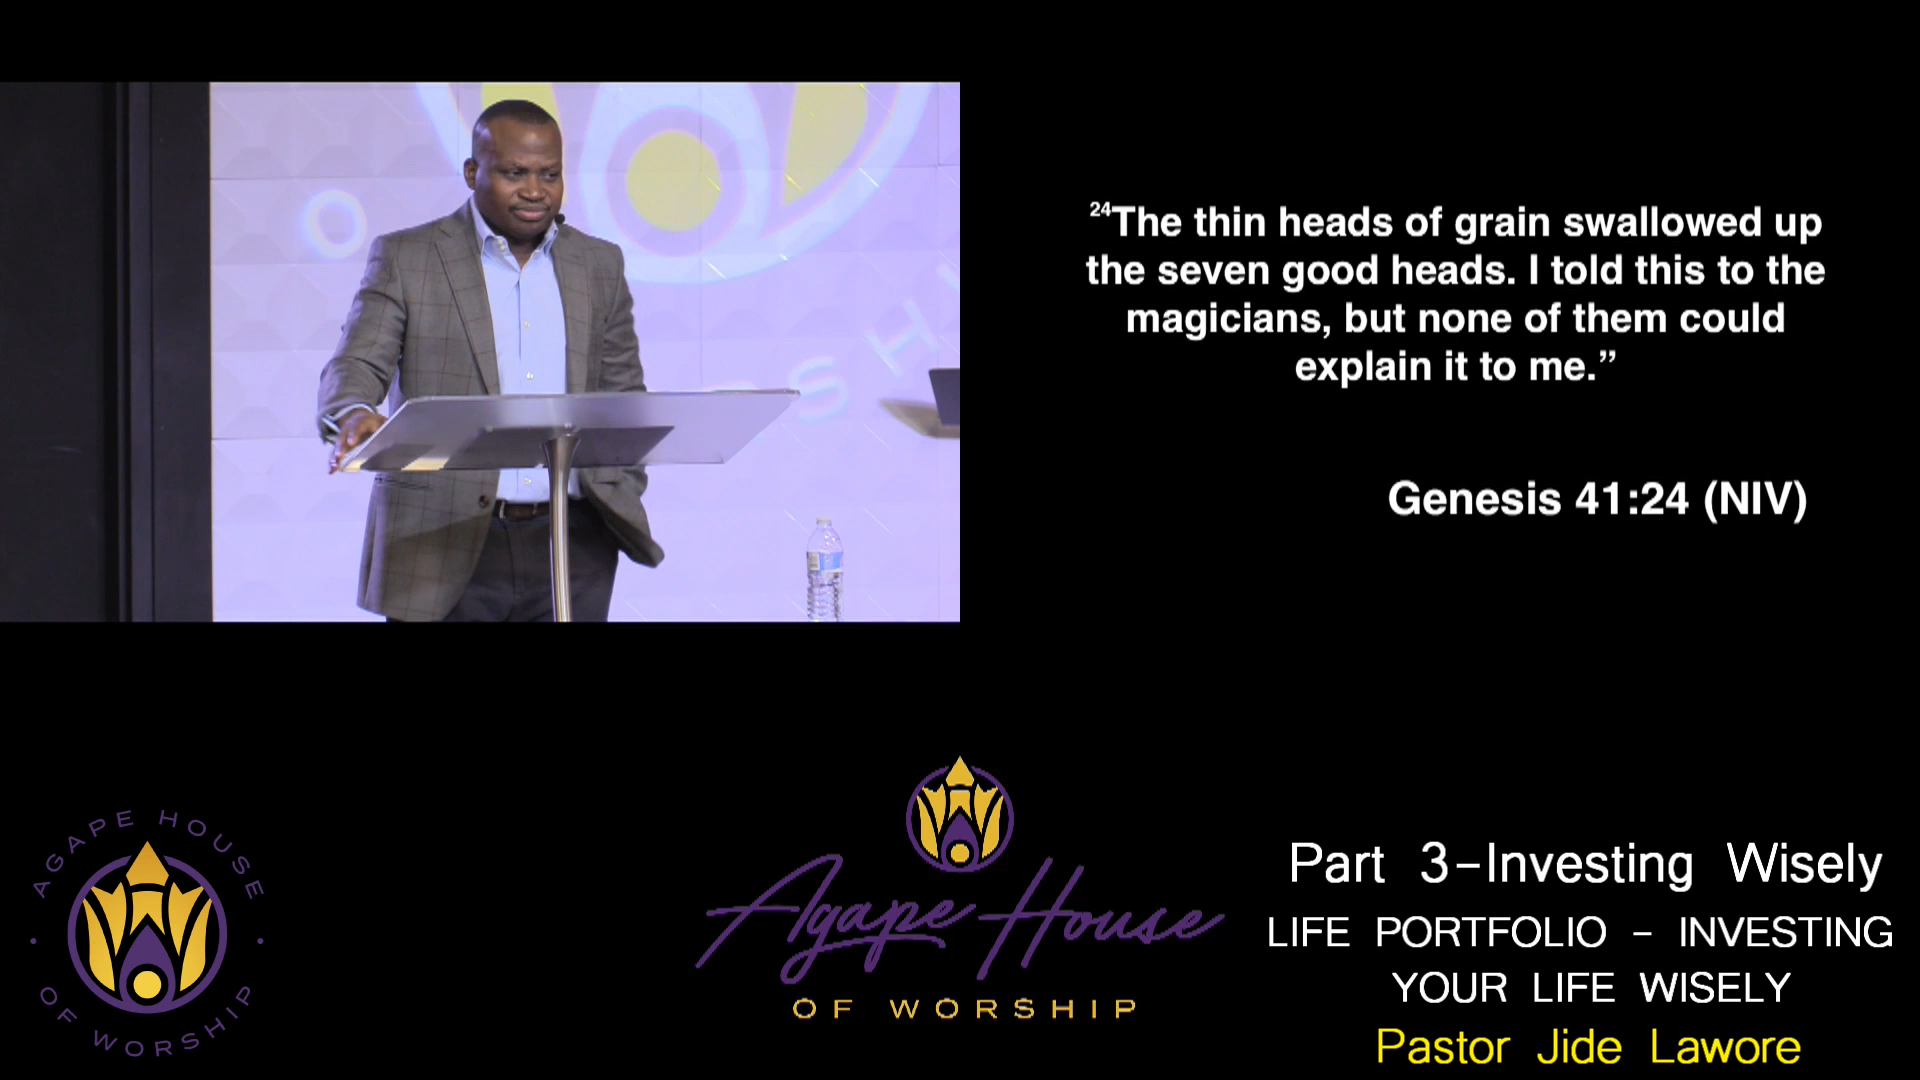 ²⁴The thin heads of grain swallowed up
the seven good heads. I told this to the
magicians, but none of them could
explain it to me.”
Genesis 41:24 (NIV)
AGAPE HOUSE
OF WORSHIP
Agape House
OF WORSHIP
Part 3-Investing Wisely
LIFE PORTFOLIO - INVESTING
YOUR LIFE WISELY
Pastor Jide Lawore